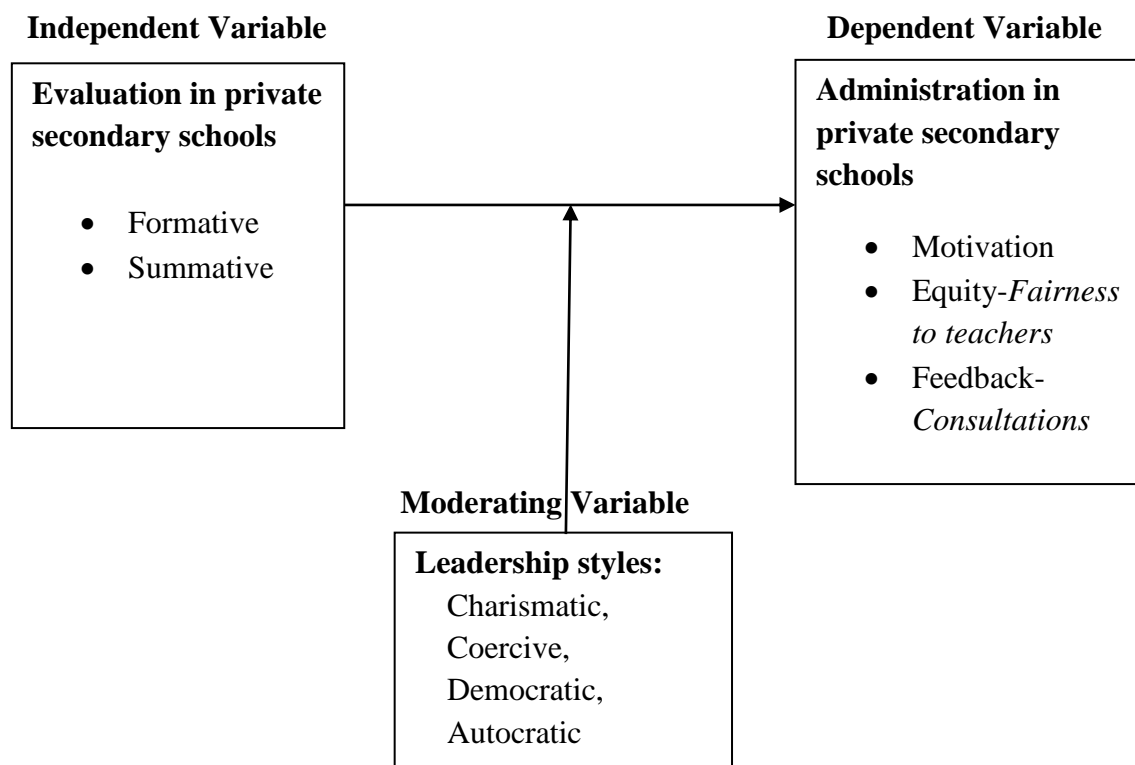 Independent Variable
Evaluation in private
secondary schools
• Formative
• Summative
Dependent Variable
Administration in
private secondary
schools
• Motivation
• Equity-Fairness
to teachers
• Feedback-
Consultations
Moderating Variable
Leadership styles:
Charismatic,
Coercive,
Democratic,
Autocratic